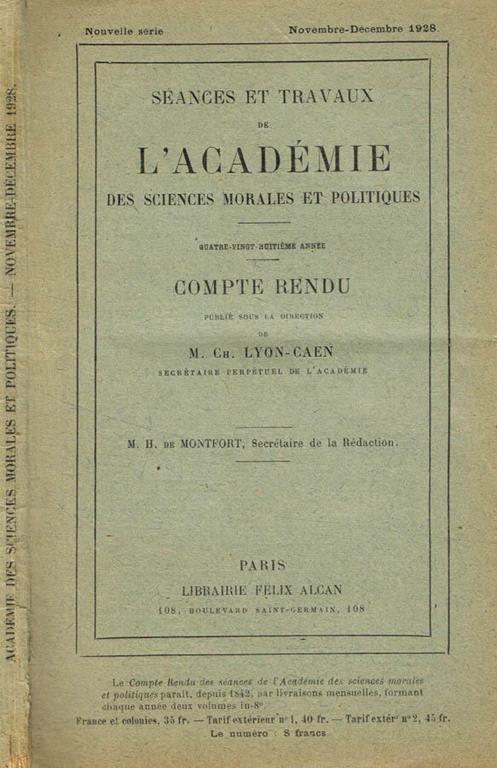 Nouvelle série
Novembre-Décembre 1928.
SÉANCES ET TRAVAUX
DE
L'ACADÉMIE
DES SCIENCES MORALES ET POLITIQUES
QUATRE-VINGT-HUITIÈME ANNÉE
COMPTE RENDU
PUBLIÉ SOUS LA DIRECTION
DE
M. CH. LYON-CAEN
SECRÉTAIRE PERPÉTUEL DE L'ACADÉMIE
M. H. DE MONTFORT, Secrétaire de la Rédaction.
PARIS
LIBRAIRIE FÉLIX ALCAN
108, BOULEVARD SAINT-GERMAIN, 108
Le Compte Rendu des séances de l'Académie des sciences morales
et politiques paraît, depuis 1842, par livraisons mensuelles, formant
chaque année deux volumes in-8°.
France et colonies, 35 fr. — Tarif extérieur n° 1, 40 fr. — Tarif extér° n° 2, 45 fr.
Le numéro : 8 francs
ACADÉMIE DES SCIENCES MORALES ET POLITIQUES. — NOVEMBRE-DÉCEMBRE 1928.